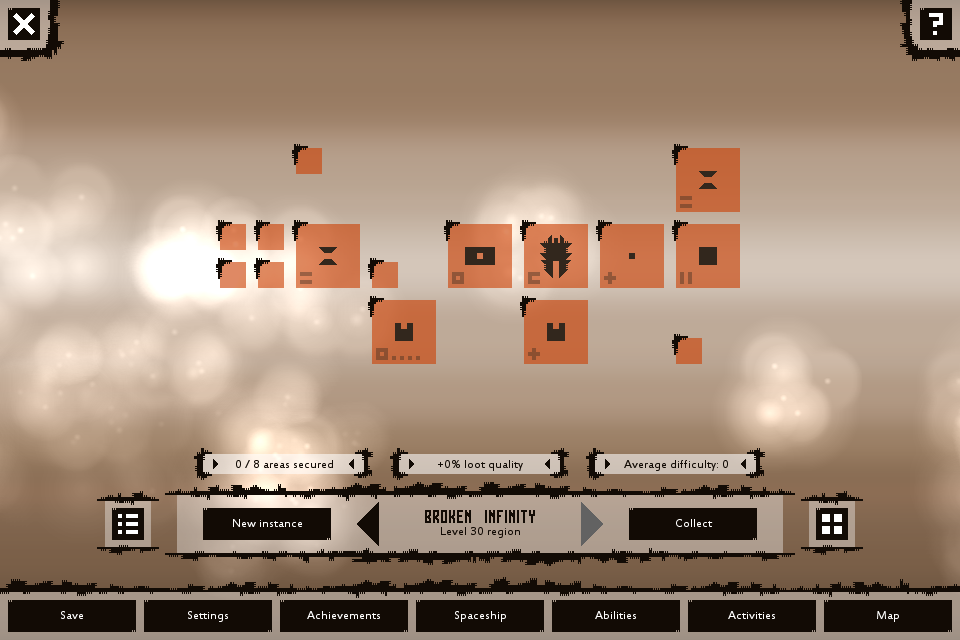 ?
0 / 8 areas secured
+0% loot quality
Average difficulty: 0
New instance
BROKEN INFINITY
Level 30 region
Collect
Save
Settings
Achievements
Spaceship
Abilities
Activities
Map